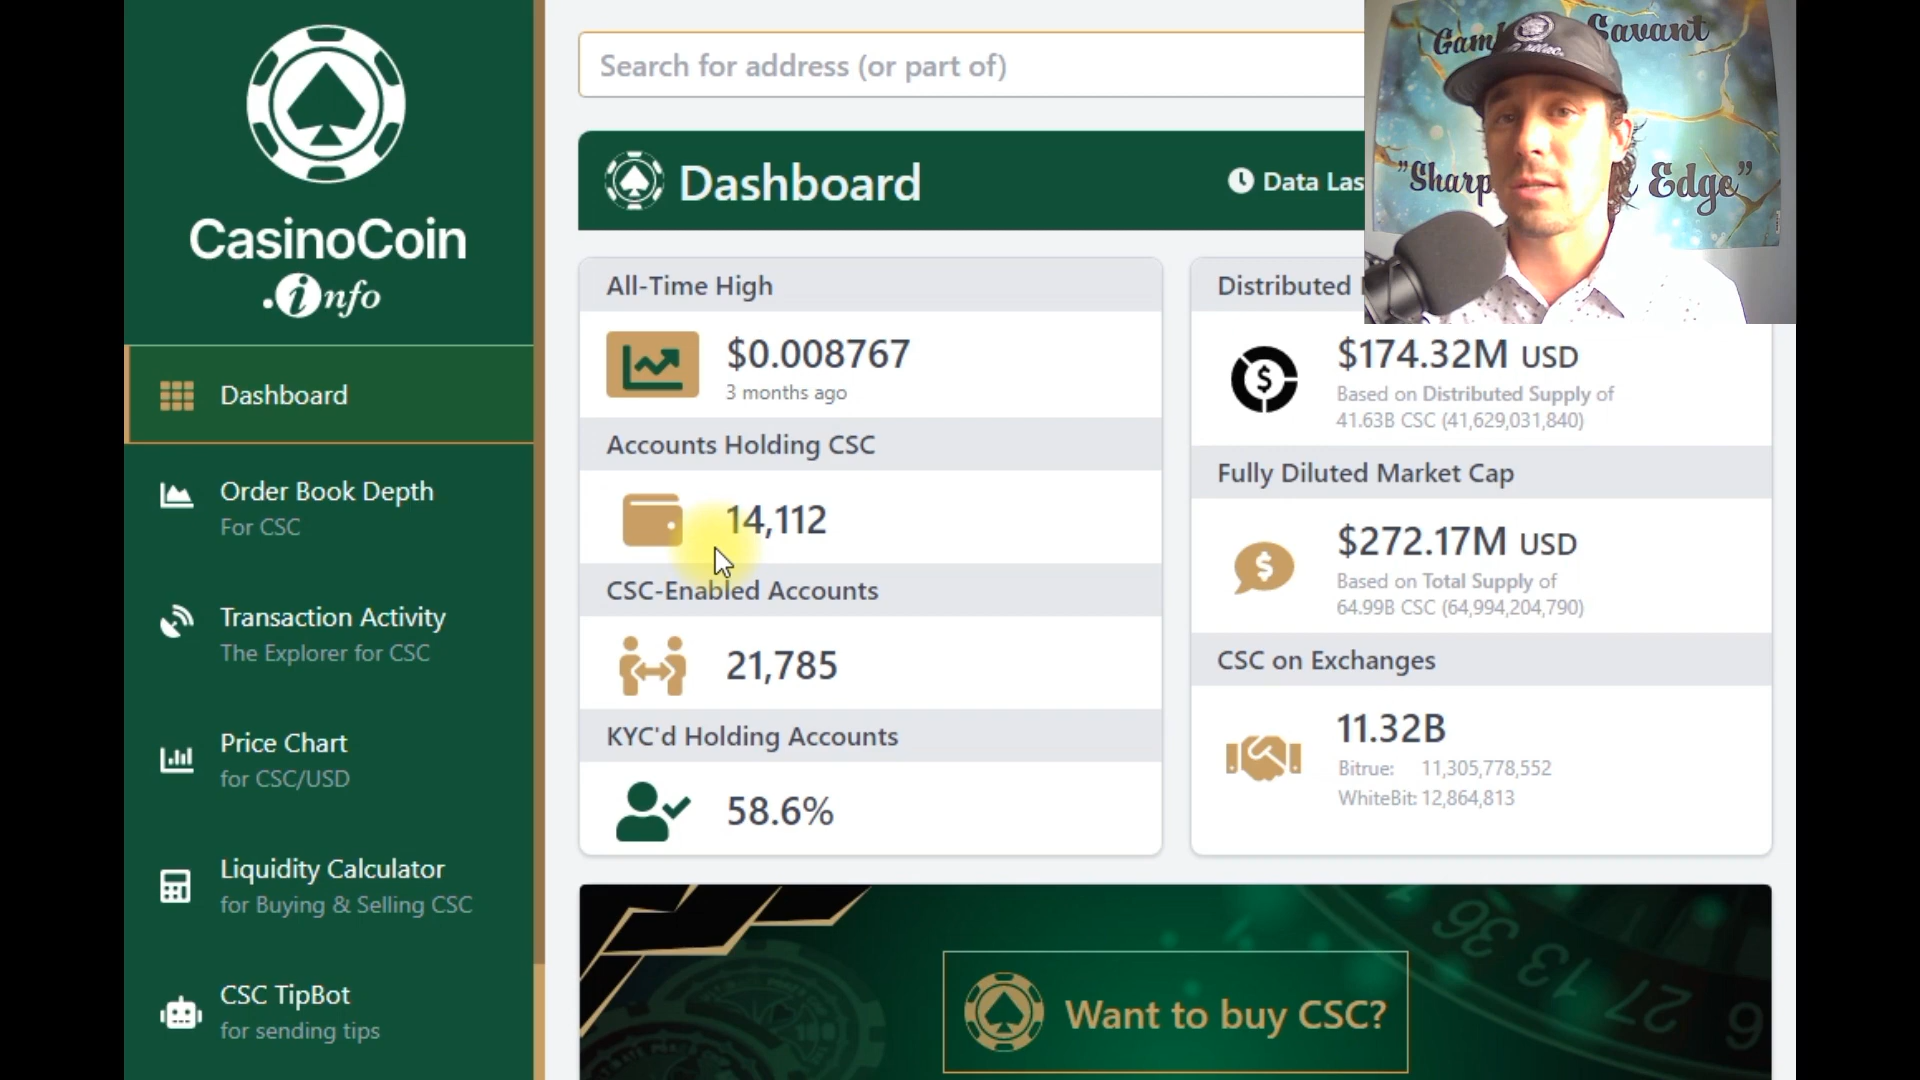 CasinoCoin
.info
Dashboard
Order Book Depth
For CSC
Transaction Activity
The Explorer for CSC
Price Chart
for CSC/USD
Liquidity Calculator
for Buying & Selling CSC
CSC TipBot
for sending tips
Search for address (or part of)
Dashboard
Data Las
All-Time High
$0.008767
3 months ago
Accounts Holding CSC
14,112
CSC-Enabled Accounts
21,785
KYC'd Holding Accounts
58.6%
Distributed
$174.32M USD
Based on Distributed Supply of
41.63B CSC (41,629,031,840)
Fully Diluted Market Cap
$272.17M USD
Based on Total Supply of
64.99B CSC (64,994,204,790)
CSC on Exchanges
11.32B
Bitrue: 11,305,778,552
WhiteBit: 12,864,813
Want to buy CSC?
36
13
27
6
Savant
"Sharp
Edge"